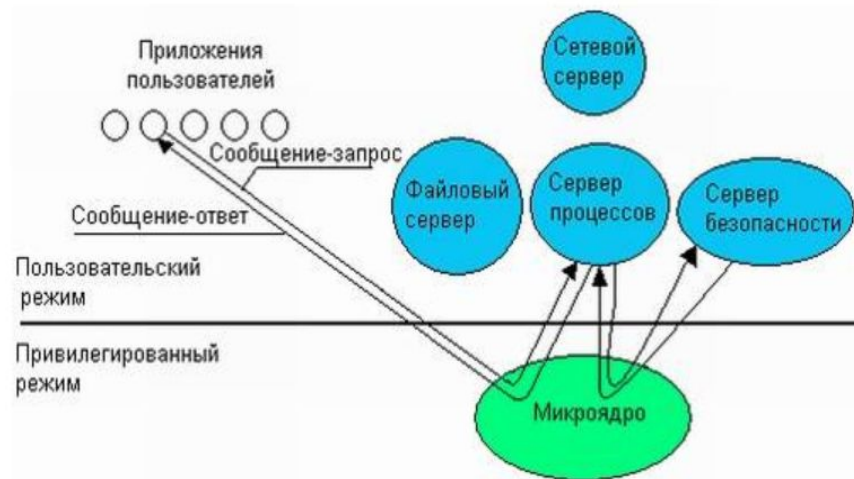 Приложения
пользователей
Сетевой
сервер
Сообщение-запрос
Файловый
сервер
Сервер
процессов
Сервер
безопасности
Сообщение-ответ
Пользовательский
режим
Привилегированный
режим
Микроядро